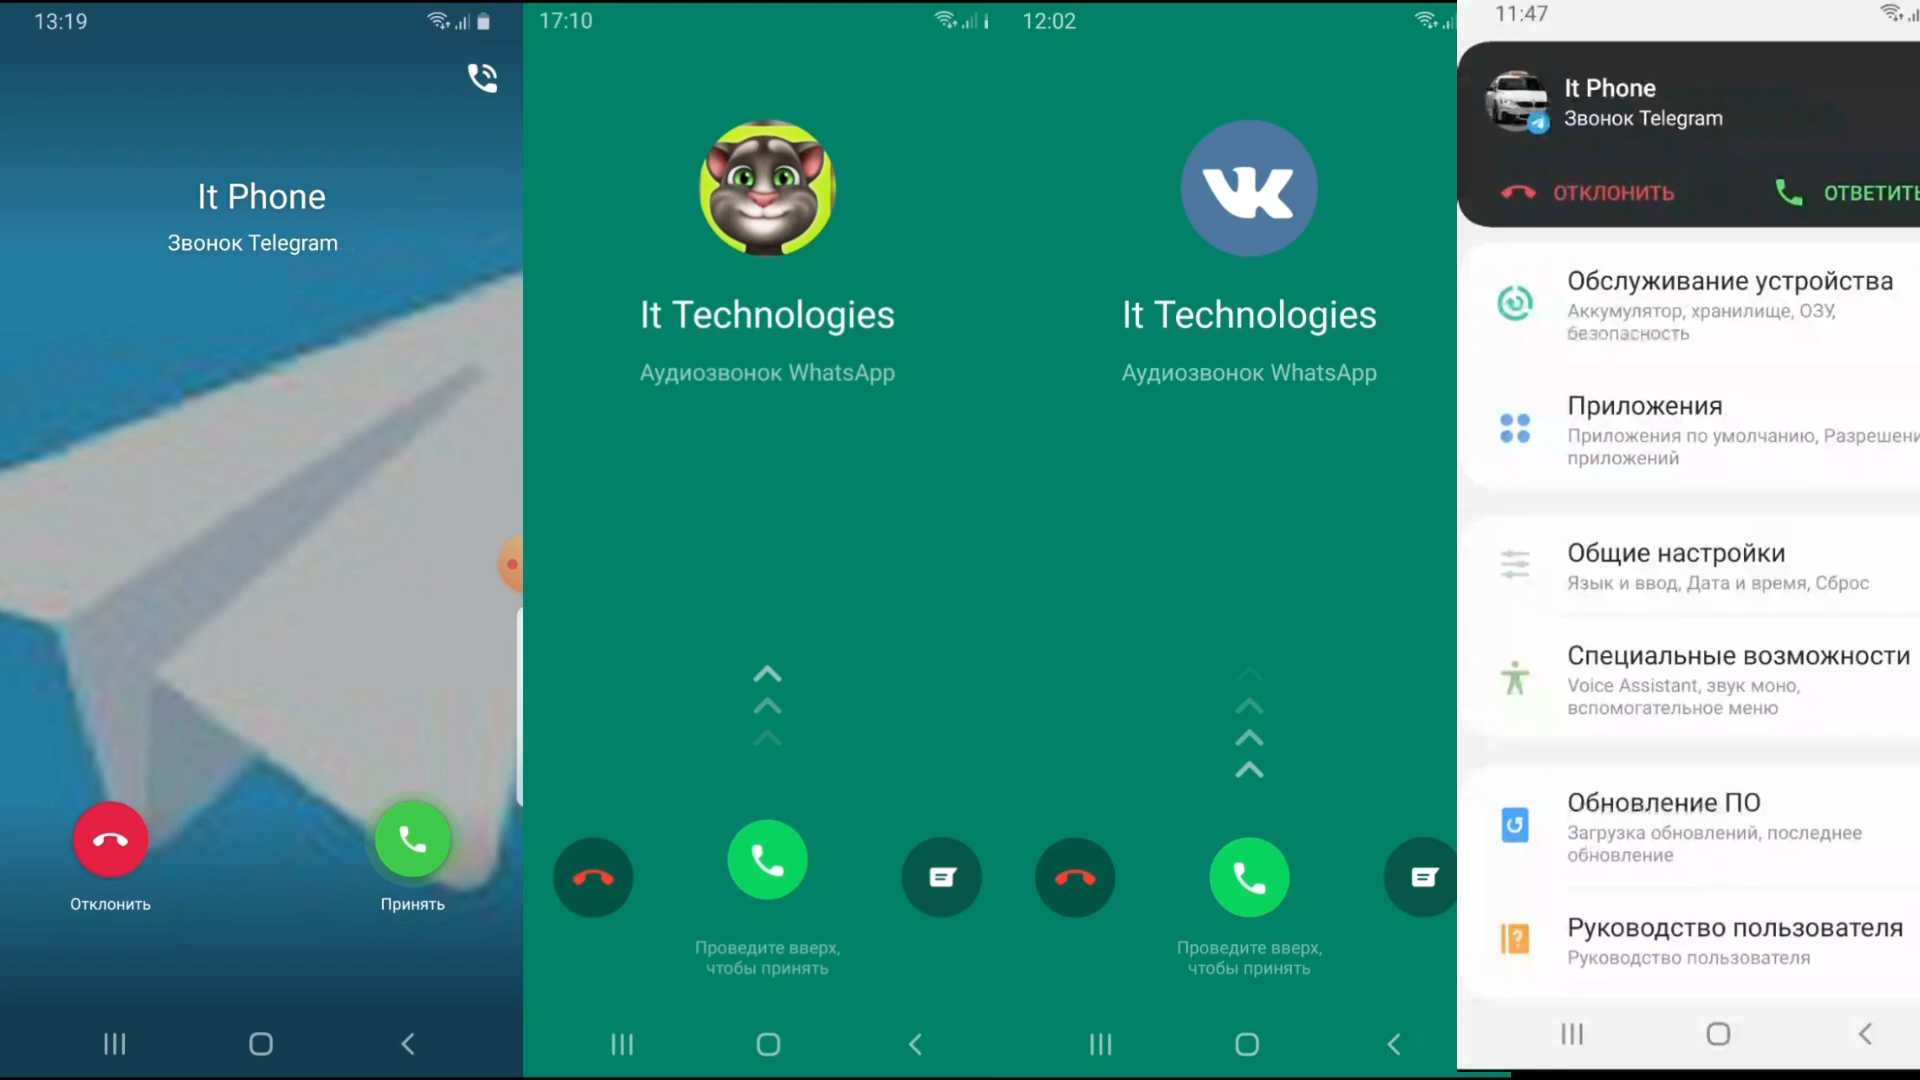 13:19
It Phone
Звонок Telegram
Отклонить
Принять
17:10
It Technologies
Аудиозвонок WhatsApp
Проведите вверх,
чтобы принять
12:02
It Technologies
Аудиозвонок WhatsApp
Проведите вверх,
чтобы принять
11:47
It Phone
Звонок Telegram
ОТКЛОНИТЬ
ОТВЕТИТЬ
Обслуживание устройства
Аккумулятор, хранилище, ОЗУ,
безопасность
Приложения
Приложения по умолчанию, Разрешени
приложений
Общие настройки
Язык и ввод, Дата и время, Сброс
Специальные возможности
Voice Assistant, звук моно,
вспомогательное меню
Обновление ПО
Загрузка обновлений, последнее
обновление
Руководство пользователя
Руководство пользователя